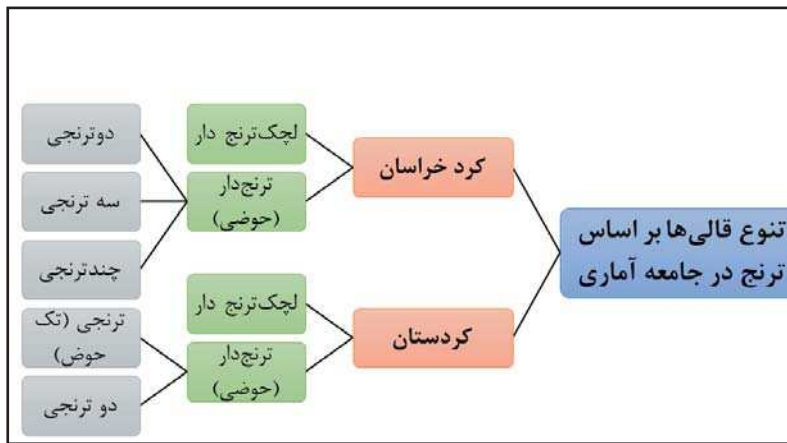 تنوع قالی‌ها بر اساس
ترنج در جامعه آماری
کرد خراسان
لچک‌ترنج دار
ترنج‌دار
(حوضی)
دوترنجی
سه ترنجی
چندترنجی
کردستان
لچک‌ترنج دار
ترنج‌دار
(حوضی)
ترنجی (تک
حوض)
دو ترنجی